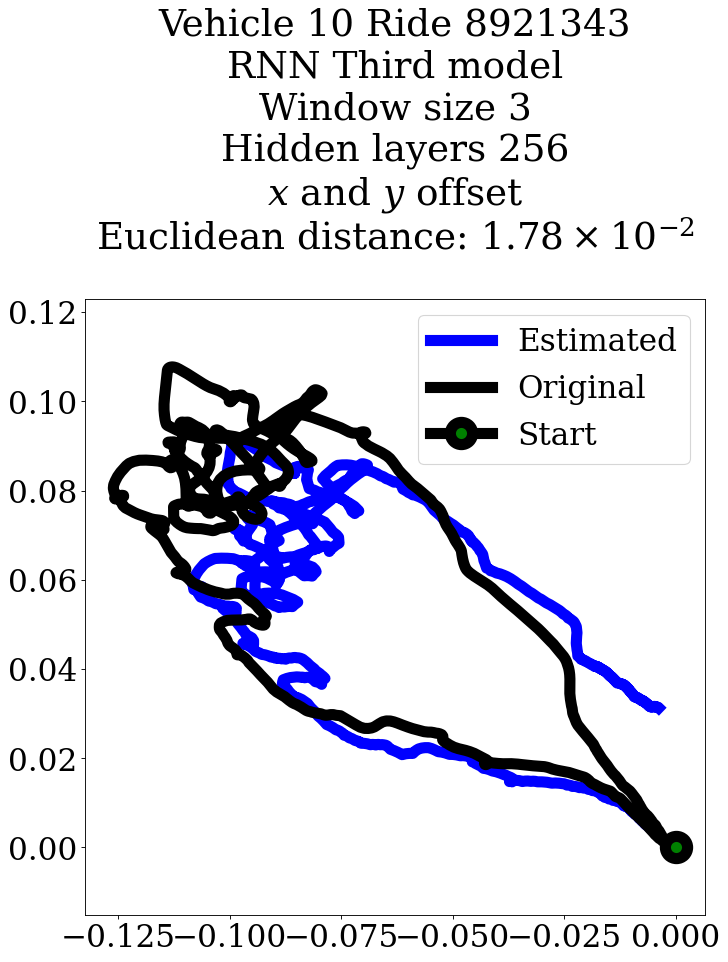 Vehicle 10 Ride 8921343
RNN Third model
Window size 3
Hidden layers 256
x and y offset
Euclidean distance: 1.78 × 10⁻²
Estimated
Original
Start
0.12
0.10
0.08
0.06
0.04
0.02
0.00
−0.125 −0.100 −0.075 −0.050 −0.025 0.000